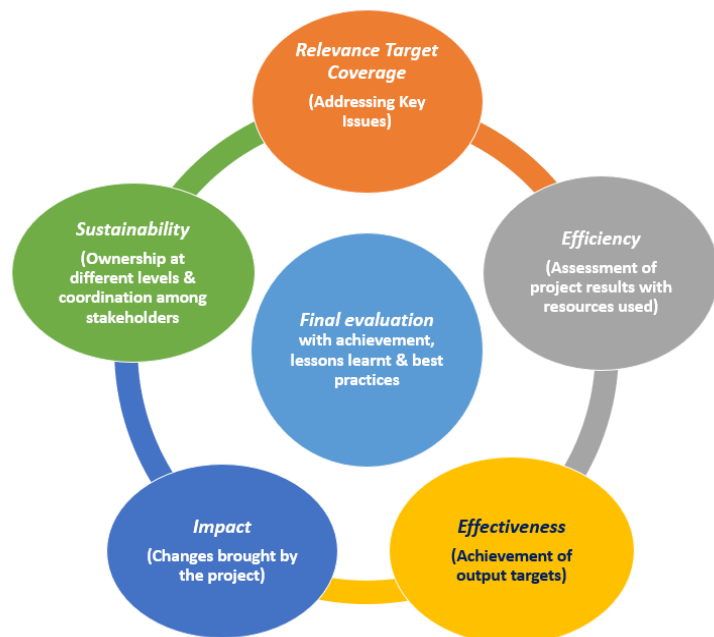 Relevance Target
Coverage
(Addressing Key
Issues)
Efficiency
(Assessment of
project results with
resources used)
Effectiveness
(Achievement of
output targets)
Impact
(Changes brought by
the project)
Sustainability
(Ownership at
different levels &
coordination among
stakeholders
Final evaluation
with achievement,
lessons learnt & best
practices